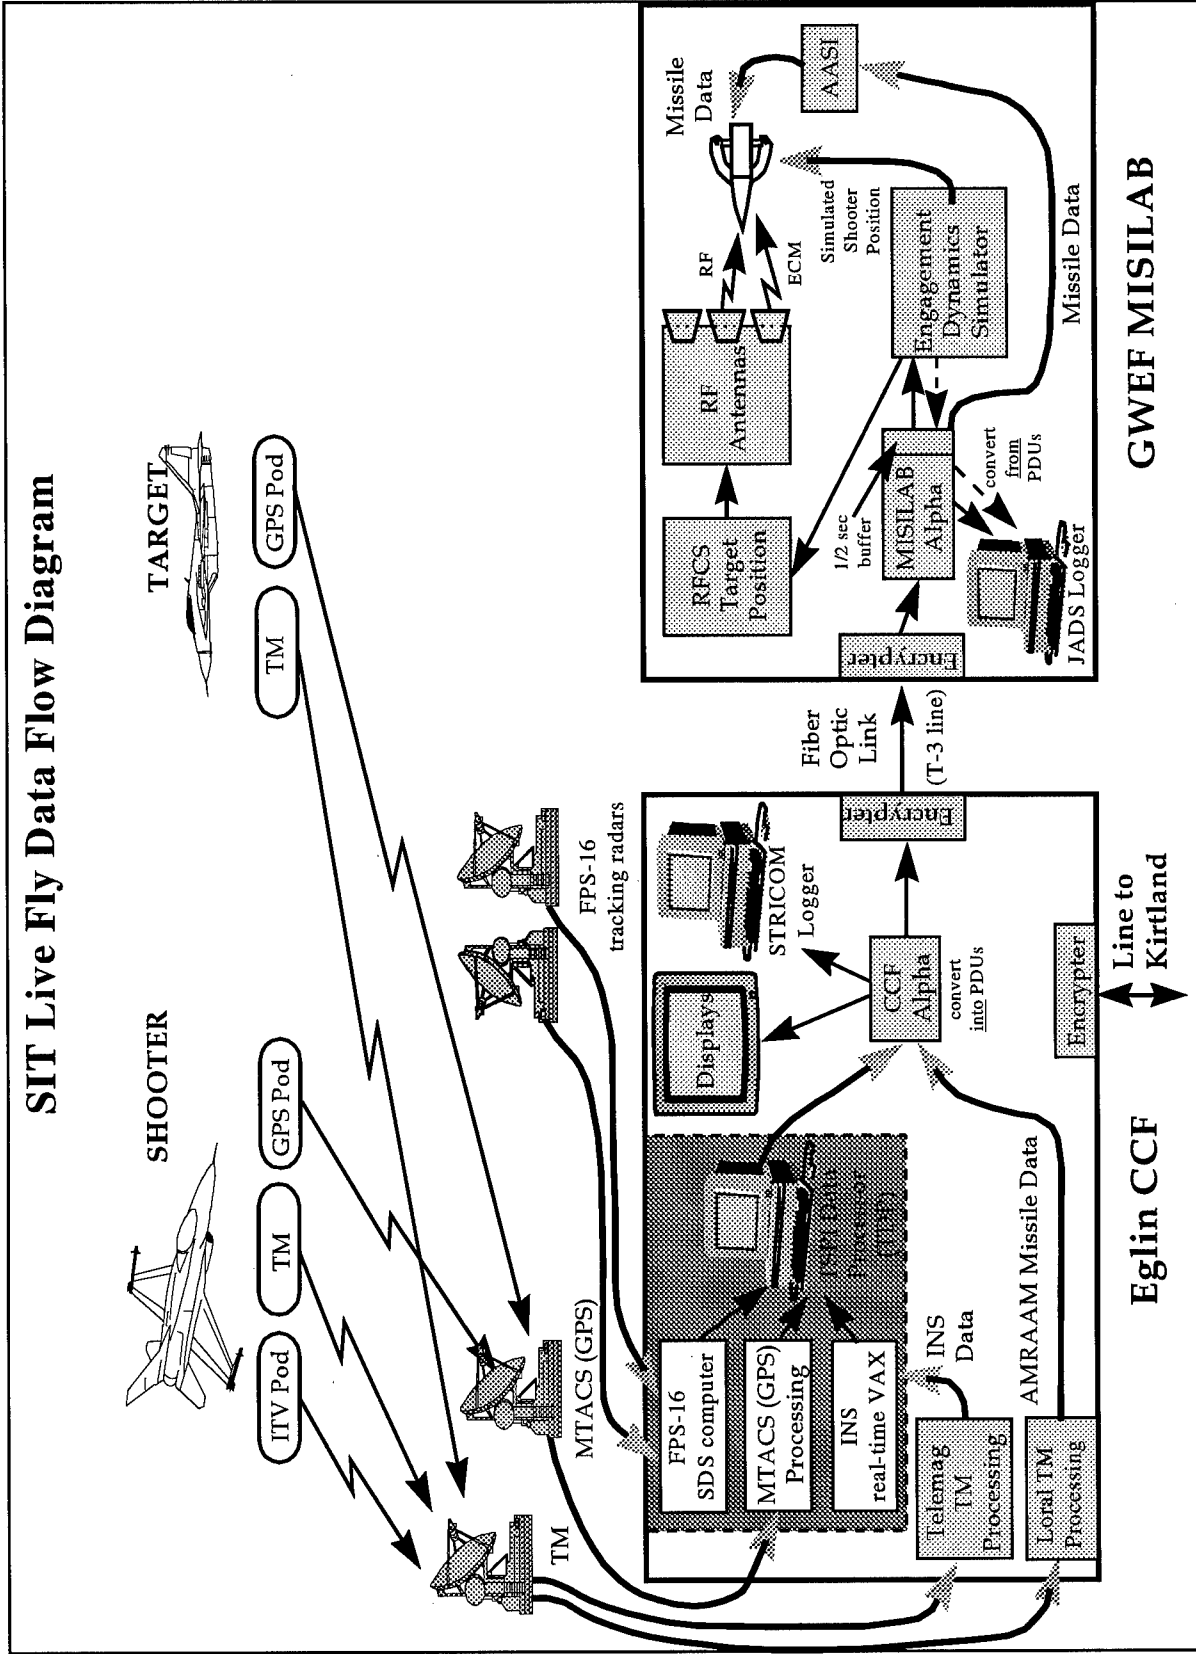 SIT Live Fly Data Flow Diagram
SHOOTER
TARGET
ITV Pod
TM
GPS Pod
TM
GPS Pod
TM
MTACS (GPS)
FPS-16
tracking radars
FPS-16
SDS computer
MTACS (GPS)
Processing
INS
real-time VAX
TSPI Data
Processor
(TDP)
Displays
STRICOM
Logger
Telemag
TM
Processing
INS
Data
Loral TM
Processing
AMRAAM Missile Data
CCF
Alpha
convert
into PDUs
Encrypter
Encrypter
Line to
Kirtland
Eglin CCF
Fiber
Optic
Link
(T-3 line)
Encrypter
RFCS
Target
Position
RF
Antennas
RF
ECM
Missile
Data
AASI
Simulated
Shooter
Position
1/2 sec
buffer
MISILAB
Alpha
Engagement
Dynamics
Simulator
convert
from
PDUs
JADS Logger
Missile Data
GWEF MISILAB